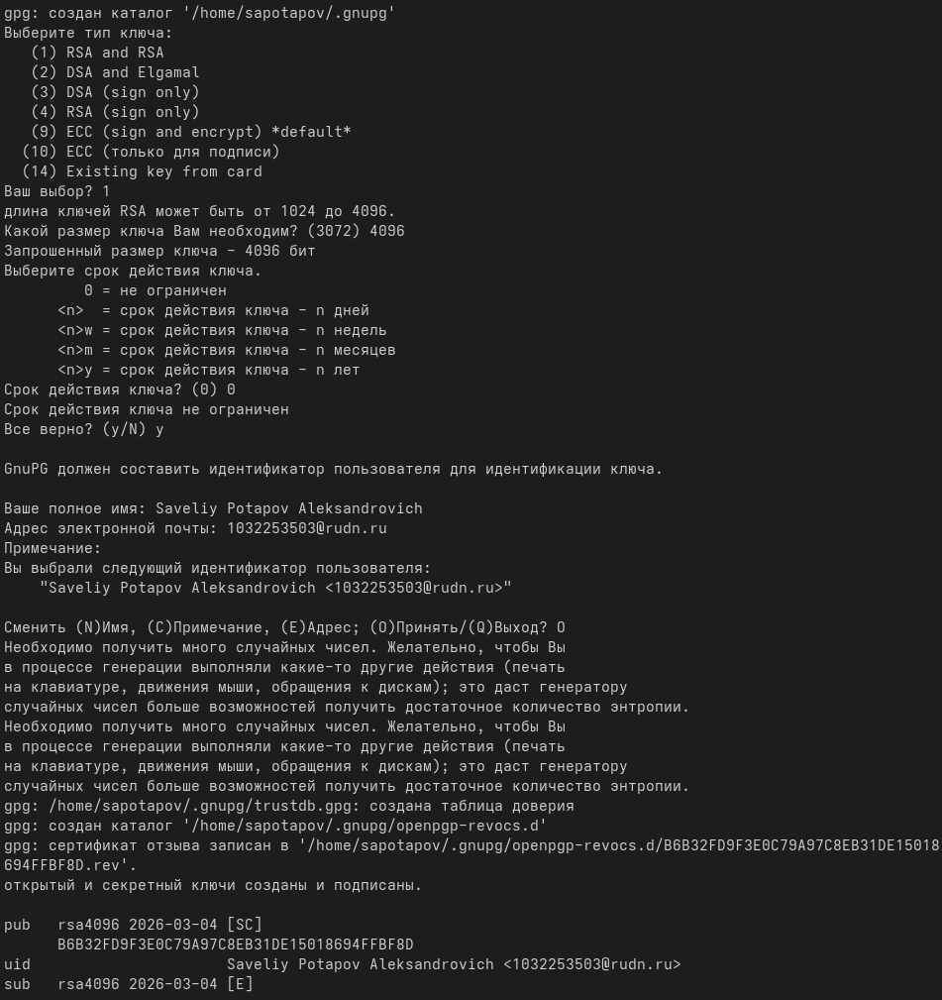 gpg: создан каталог '/home/sapotapov/.gnupg'
Выберите тип ключа:
   (1) RSA and RSA
   (2) DSA and Elgamal
   (3) DSA (sign only)
   (4) RSA (sign only)
   (9) ECC (sign and encrypt) *default*
  (10) ECC (только для подписи)
  (14) Existing key from card
Ваш выбор? 1
длина ключей RSA может быть от 1024 до 4096.
Какой размер ключа Вам необходим? (3072) 4096
Запрошенный размер ключа - 4096 бит
Выберите срок действия ключа.
         0 = не ограничен
      <n>  = срок действия ключа - n дней
      <n>w = срок действия ключа - n недель
      <n>m = срок действия ключа - n месяцев
      <n>y = срок действия ключа - n лет
Срок действия ключа? (0) 0
Срок действия ключа не ограничен
Все верно? (y/N) y
GnuPG должен составить идентификатор пользователя для идентификации ключа.
Ваше полное имя: Saveliy Potapov Aleksandrovich
Адрес электронной почты: 1032253503@rudn.ru
Примечание:
Вы выбрали следующий идентификатор пользователя:
    "Saveliy Potapov Aleksandrovich <1032253503@rudn.ru>"
Сменить (N)Имя, (C)Примечание, (E)Адрес; (O)Принять/(Q)Выход? O
Необходимо получить много случайных чисел. Желательно, чтобы Вы
в процессе генерации выполняли какие-то другие действия (печать
на клавиатуре, движения мыши, обращения к дискам); это даст генератору
случайных чисел больше возможностей получить достаточное количество энтропии.
Необходимо получить много случайных чисел. Желательно, чтобы Вы
в процессе генерации выполняли какие-то другие действия (печать
на клавиатуре, движения мыши, обращения к дискам); это даст генератору
случайных чисел больше возможностей получить достаточное количество энтропии.
gpg: /home/sapotapov/.gnupg/trustdb.gpg: создана таблица доверия
gpg: создан каталог '/home/sapotapov/.gnupg/openpgp-revocs.d'
gpg: сертификат отзыва записан в '/home/sapotapov/.gnupg/openpgp-revocs.d/B6B32FD9F3E0C79A97C8EB31DE15018
694FFBF8D.rev'.
открытый и секретный ключи созданы и подписаны.
pub   rsa4096 2026-03-04 [SC]
      B6B32FD9F3E0C79A97C8EB31DE15018694FFBF8D
uid                      Saveliy Potapov Aleksandrovich <1032253503@rudn.ru>
sub   rsa4096 2026-03-04 [E]